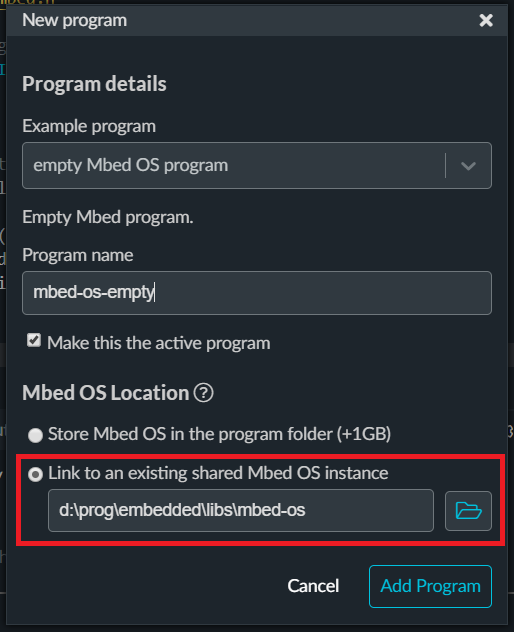 New program
Program details
Example program
empty Mbed OS program
Empty Mbed program.
Program name
mbed-os-empty
Make this the active program
Mbed OS Location ?
Store Mbed OS in the program folder (+1GB)
Link to an existing shared Mbed OS instance
d:\prog\embedded\libs\mbed-os
Cancel
Add Program